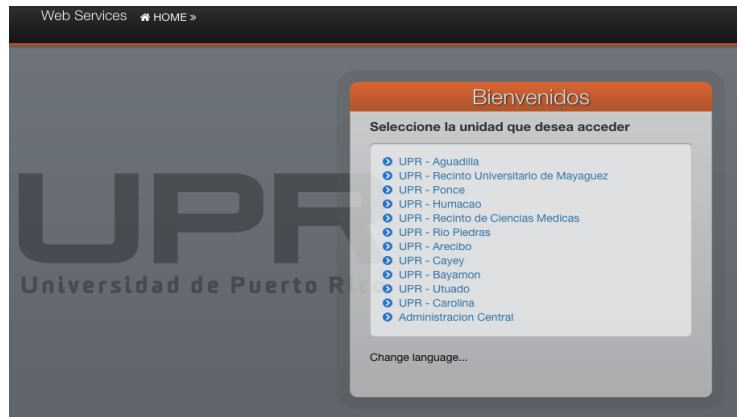 Web Services HOME »
Bienvenidos
Seleccione la unidad que desea acceder
UPR - Aguadilla
UPR - Recinto Universitario de Mayaguez
UPR - Ponce
UPR - Humacao
UPR - Recinto de Ciencias Medicas
UPR - Rio Piedras
UPR - Arecibo
UPR - Cayey
UPR - Bayamon
UPR - Utuado
UPR - Carolina
Administracion Central
Change language...
UPR
Universidad de Puerto Rico